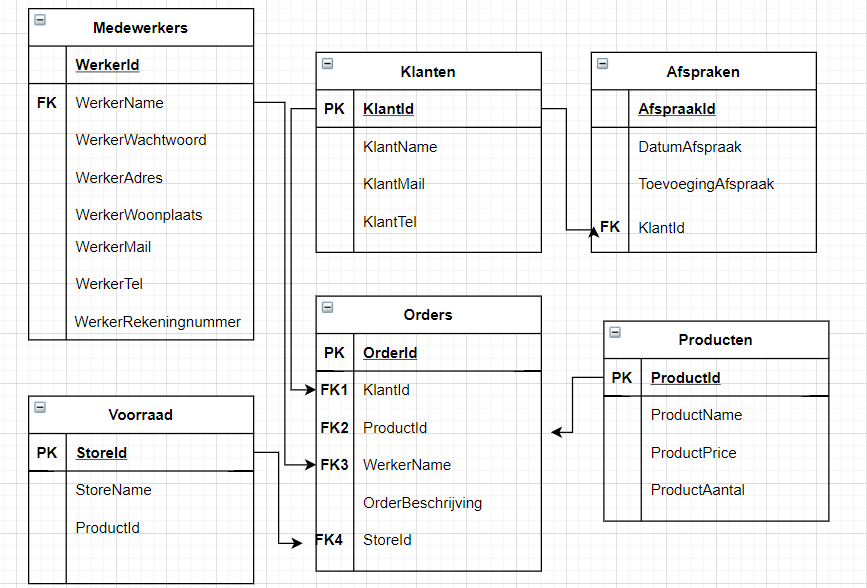 Medewerkers
WerkerId
FK WerkerName
WerkerWachtwoord
WerkerAdres
WerkerWoonplaats
WerkerMail
WerkerTel
WerkerRekeningnummer
Klanten
PK KlantId
KlantName
KlantMail
KlantTel
Afspraken
AfspraakId
DatumAfspraak
ToevoegingAfspraak
FK KlantId
Voorraad
PK StoreId
StoreName
ProductId
Orders
PK OrderId
FK1 KlantId
FK2 ProductId
FK3 WerkerName
OrderBeschrijving
FK4 StoreId
Producten
PK ProductId
ProductName
ProductPrice
ProductAantal